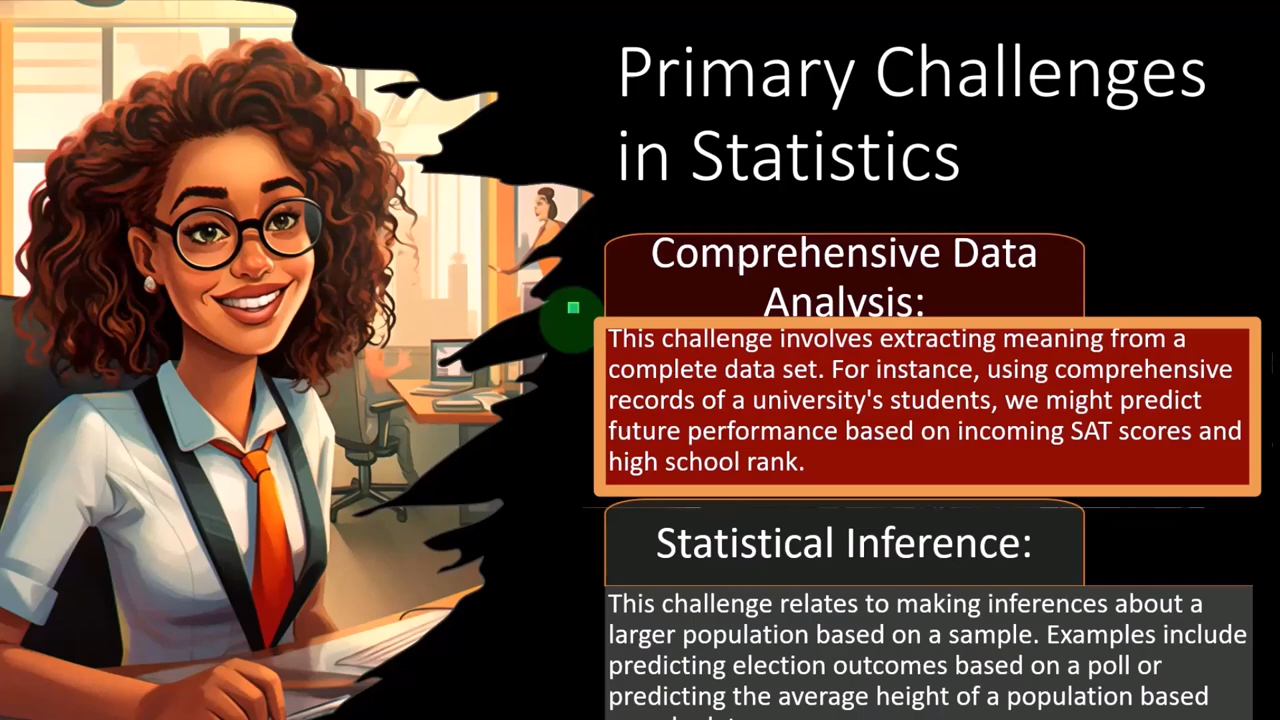 Primary Challenges
in Statistics
Comprehensive Data
Analysis:
This challenge involves extracting meaning from a
complete data set. For instance, using comprehensive
records of a university's students, we might predict
future performance based on incoming SAT scores and
high school rank.
Statistical Inference:
This challenge relates to making inferences about a
larger population based on a sample. Examples include
predicting election outcomes based on a poll or
predicting the average height of a population based